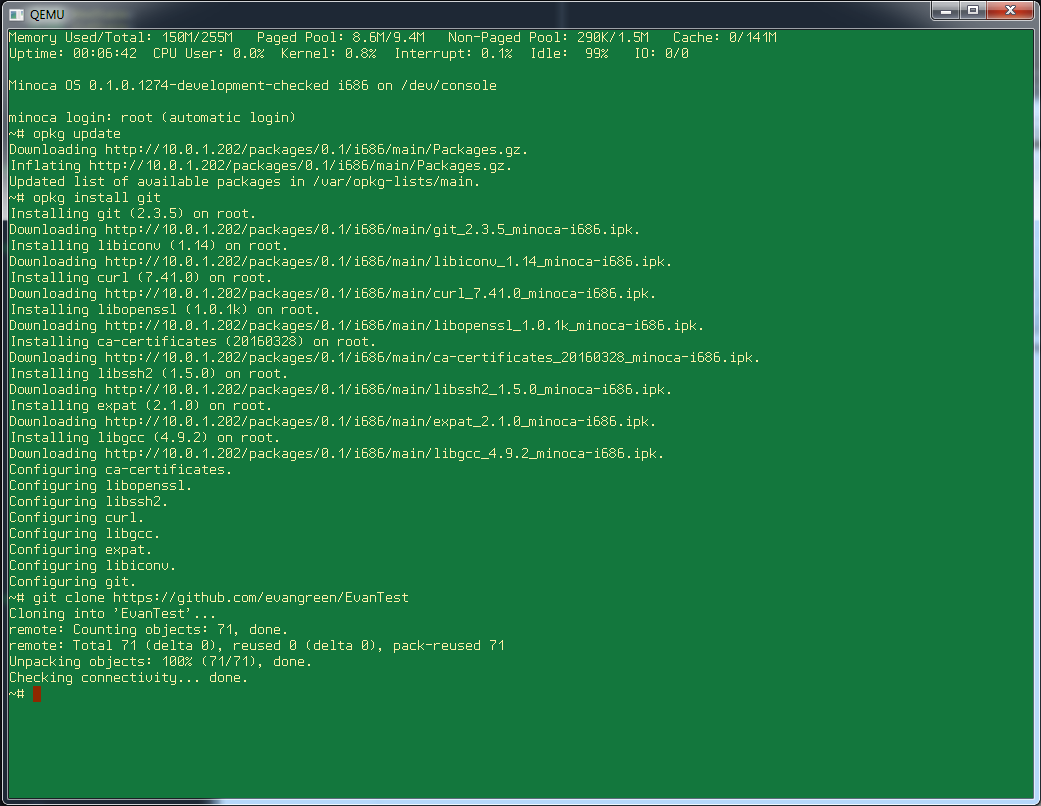 QEMU
Memory Used/Total: 150M/255M   Paged Pool: 8.6M/9.4M   Non-Paged Pool: 290K/1.5M   Cache: 0/141M
Uptime: 00:06:42  CPU User: 0.0%  Kernel: 0.8%  Interrupt: 0.1%  Idle:  99%   IO: 0/0
Minoca OS 0.1.0.1274-development-checked i686 on /dev/console
minoca login: root (automatic login)
~# opkg update
Downloading http://10.0.1.202/packages/0.1/i686/main/Packages.gz.
Inflating http://10.0.1.202/packages/0.1/i686/main/Packages.gz.
Updated list of available packages in /var/opkg-lists/main.
~# opkg install git
Installing git (2.3.5) on root.
Downloading http://10.0.1.202/packages/0.1/i686/main/git_2.3.5_minoca-i686.ipk.
Installing libiconv (1.14) on root.
Downloading http://10.0.1.202/packages/0.1/i686/main/libiconv_1.14_minoca-i686.ipk.
Installing curl (7.41.0) on root.
Downloading http://10.0.1.202/packages/0.1/i686/main/curl_7.41.0_minoca-i686.ipk.
Installing libopenssl (1.0.1k) on root.
Downloading http://10.0.1.202/packages/0.1/i686/main/libopenssl_1.0.1k_minoca-i686.ipk.
Installing ca-certificates (20160328) on root.
Downloading http://10.0.1.202/packages/0.1/i686/main/ca-certificates_20160328_minoca-i686.ipk.
Installing libssh2 (1.5.0) on root.
Downloading http://10.0.1.202/packages/0.1/i686/main/libssh2_1.5.0_minoca-i686.ipk.
Installing expat (2.1.0) on root.
Downloading http://10.0.1.202/packages/0.1/i686/main/expat_2.1.0_minoca-i686.ipk.
Installing libgcc (4.9.2) on root.
Downloading http://10.0.1.202/packages/0.1/i686/main/libgcc_4.9.2_minoca-i686.ipk.
Configuring ca-certificates.
Configuring libopenssl.
Configuring libssh2.
Configuring curl.
Configuring libgcc.
Configuring expat.
Configuring libiconv.
Configuring git.
~# git clone https://github.com/evangreen/EvanTest
Cloning into 'EvanTest'...
remote: Counting objects: 71, done.
remote: Total 71 (delta 0), reused 0 (delta 0), pack-reused 71
Unpacking objects: 100% (71/71), done.
Checking connectivity... done.
~#